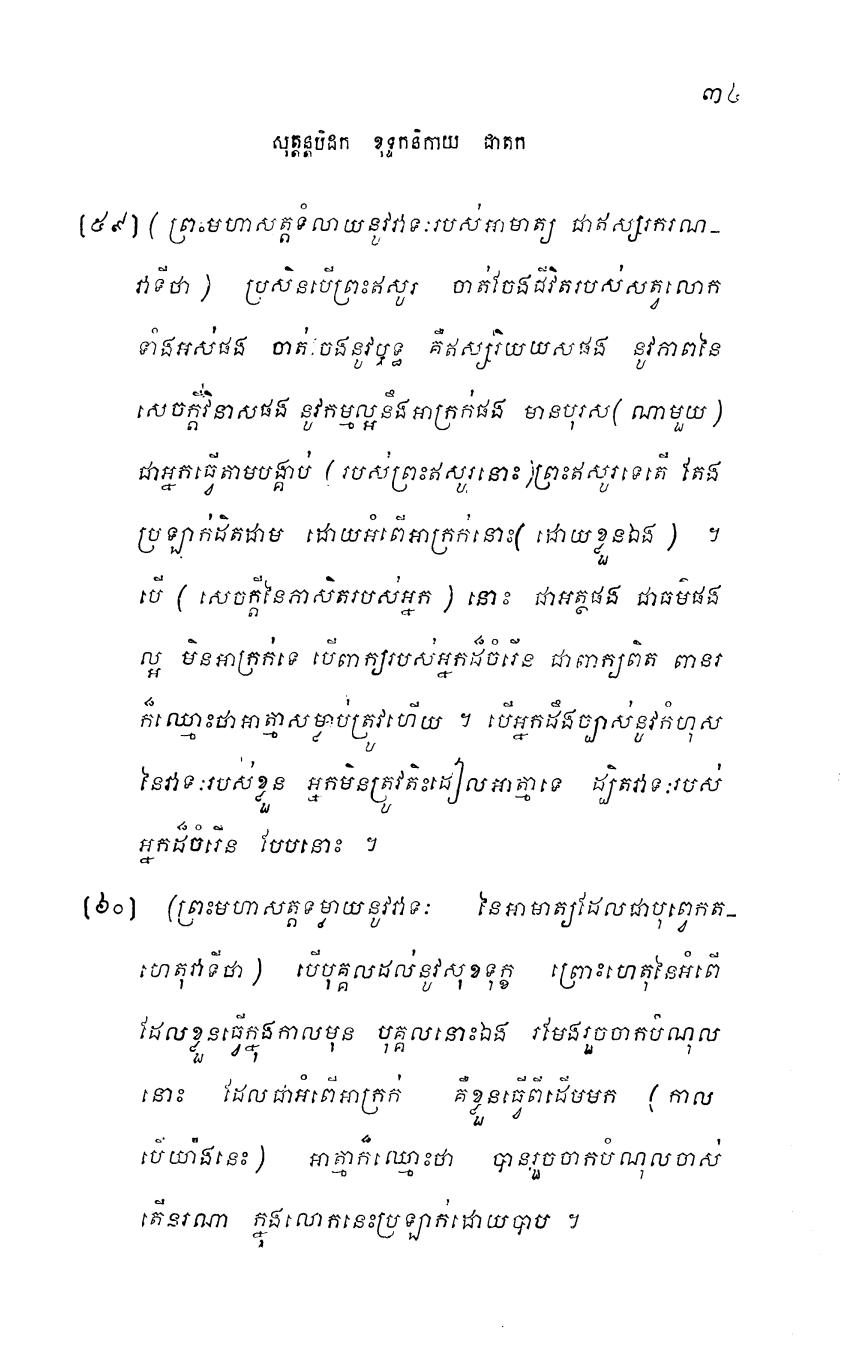 ៣៤
សុត្តន្តបិដក ខុទ្ទកនិកាយ ជាតក
[៥៩] ( ព្រះមហាសត្តទំលាយនូវវាទៈរបស់អាមាត្យ ជាឥស្សរករណ-
វាទីថា ) ប្រសិនបើព្រះឥសូរ ចាត់ចែងជីវិតរបស់សត្វលោក
ទាំងអស់ផង ចាត់ចែងនូវឫទ្ធិ គឺឥស្សរិយយសផង នូវភាពនៃ
សេចក្តីវិនាសផង នូវកម្មល្អនឹងអាក្រក់ផង មានបុរស( ណាមួយ )
ជាអ្នកធ្វើតាមបង្គាប់ ( របស់ព្រះឥសូរនោះ )ព្រះឥសូរទេតើ តែង
ប្រឡាក់ដិតដាម ដោយអំពើអាក្រក់នោះ( ដោយខ្លួនឯង ) ។
បើ ( សេចក្តីនៃភាសិតរបស់អ្នក ) នោះ ជាអត្ថផង ជាធម៌ផង
ល្អ មិនអាក្រក់ទេ បើពាក្យរបស់អ្នកដ៏ចំរើន ជាពាក្យពិត ពានរ
ក៏ឈ្មោះថាអាត្មាសម្លាប់ត្រូវហើយ ។ បើអ្នកដឹងច្បាស់នូវកំហុស
នៃវាទៈរបស់ខ្លួន អ្នកមិនត្រូវតិះដៀលអាត្មាទេ ដ្បិតវាទៈរបស់
អ្នកដ៏ចំរើន បែបនោះ ។
[៦០] (ព្រះមហាសត្តទម្លាយនូវវាទៈ នៃអាមាត្យដែលជាបុព្វេកត-
ហេតុវាទីថា ) បើបុគ្គលដល់នូវសុខទុក្ខ ព្រោះហេតុនៃអំពើ
ដែលខ្លួនធ្វើក្នុងកាលមុន បុគ្គលនោះឯង រមែងរួចចាកបំណុល
នោះ ដែលជាអំពើអាក្រក់ គឺខ្លួនធ្វើពីដើមមក ( កាល
បើយ៉ាងនេះ ) អាត្មាក៏ឈ្មោះថា បានរួចចាកបំណុលចាស់
តើនរណា ក្នុងលោកនេះប្រឡាក់ដោយបាប ។